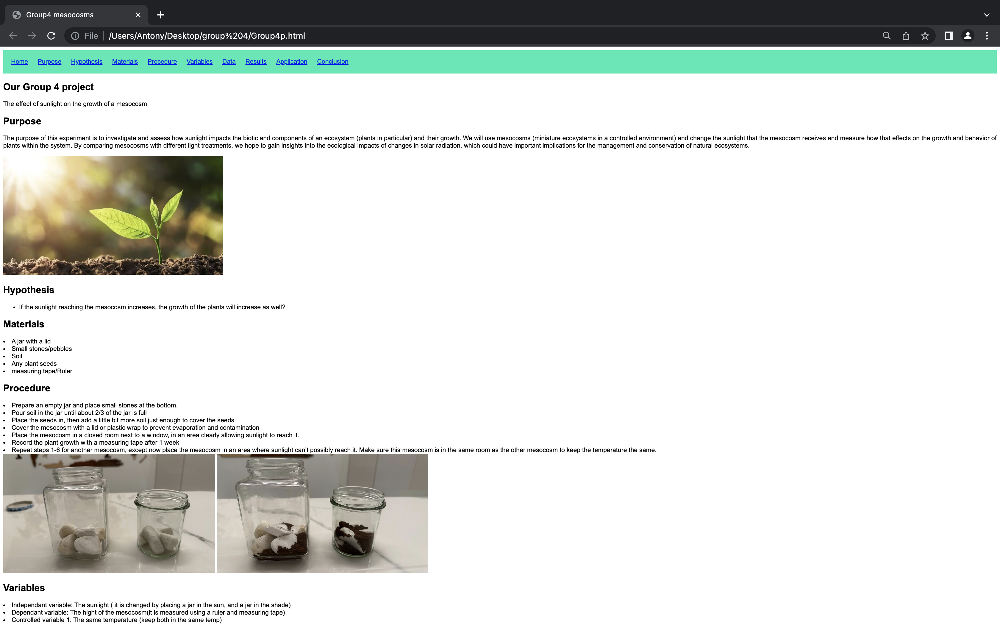 Group4 mesocosms
File /Users/Antony/Desktop/group%204/Group4p.html
Home Purpose Hypothesis Materials Procedure Variables Data Results Application Conclusion
Our Group 4 project
The effect of sunlight on the growth of a mesocosm
Purpose
The purpose of this experiment is to investigate and assess how sunlight impacts the biotic and components of an ecosystem (plants in particular) and their growth. We will use mesocosms (miniature ecosystems in a controlled environment) and change the sunlight that the mesocosm receives and measure how that effects on the growth and behavior of
plants within the system. By comparing mesocosms with different light treatments, we hope to gain insights into the ecological impacts of changes in solar radiation, which could have important implications for the management and conservation of natural ecosystems.
Hypothesis
• If the sunlight reaching the mesocosm increases, the growth of the plants will increase as well?
Materials
• A jar with a lid
• Small stones/pebbles
• Soil
• Any plant seeds
• measuring tape/Ruler
Procedure
• Prepare an empty jar and place small stones at the bottom.
• Pour soil in the jar until about 2/3 of the jar is full
• Place the seeds in, then add a little bit more soil just enough to cover the seeds
• Cover the mesocosm with a lid or plastic wrap to prevent evaporation and contamination
• Place the mesocosm in a closed room next to a window, in an area clearly allowing sunlight to reach it.
• Record the plant growth with a measuring tape after 1 week
• Repeat steps 1-6 for another mesocosm, except now place the mesocosm in an area where sunlight can’t possibly reach it. Make sure this mesocosm is in the same room as the other mesocosm to keep the temperature the same.
Variables
• Independant variable: The sunlight ( it is changed by placing a jar in the sun, and a jar in the shade)
• Dependant variable: The hight of the mesocosm(it is measured using a ruler and measuring tape)
• Controlled variable 1: The same temperature (keep both in the same temp)